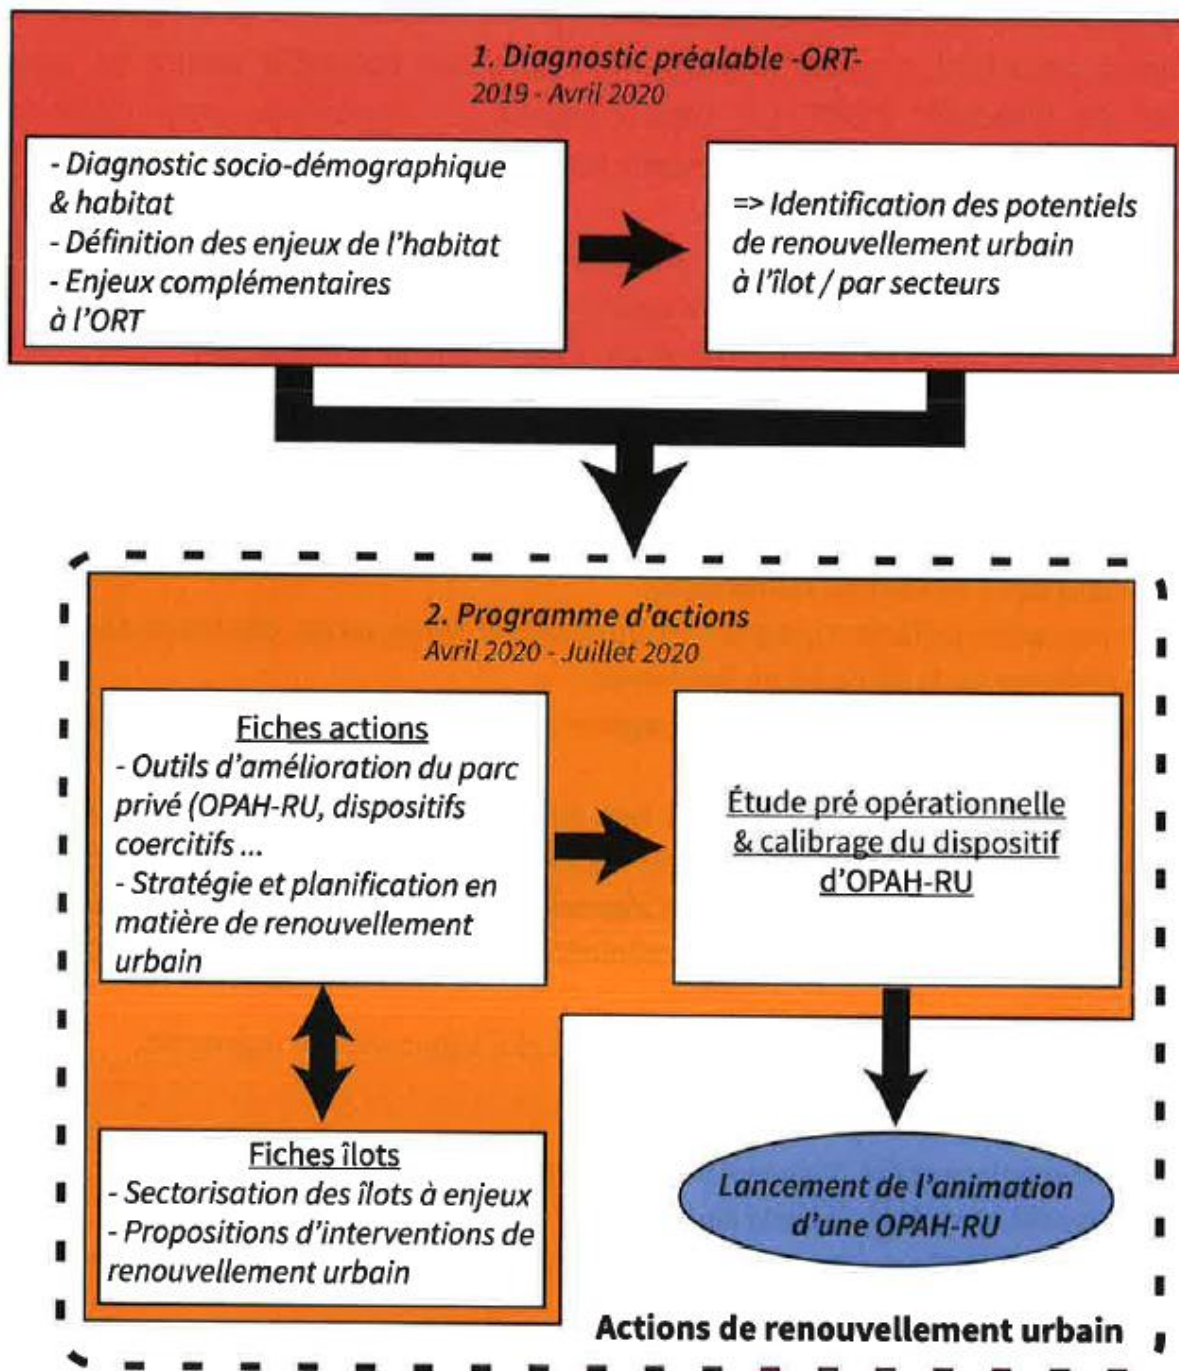 1. Diagnostic préalable -ORT-
2019 - Avril 2020
- Diagnostic socio-démographique
& habitat
- Définition des enjeux de l'habitat
- Enjeux complémentaires
à l'ORT
=> Identification des potentiels
de renouvellement urbain
à l'îlot / par secteurs
2. Programme d'actions
Avril 2020 - Juillet 2020
Fiches actions
- Outils d'amélioration du parc
privé (OPAH-RU, dispositifs
coercitifs ...
- Stratégie et planification en
matière de renouvellement
urbain
Étude pré opérationnelle
& calibrage du dispositif
d'OPAH-RU
Fiches îlots
- Sectorisation des îlots à enjeux
- Propositions d'interventions de
renouvellement urbain
Lancement de l'animation
d'une OPAH-RU
Actions de renouvellement urbain